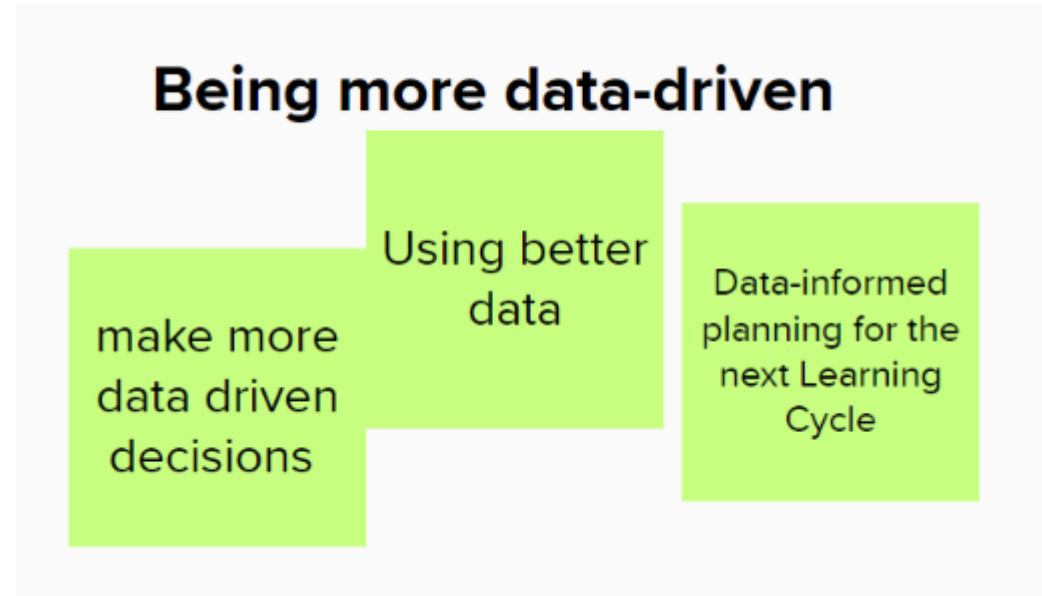 Being more data-driven
make more
data driven
decisions
Using better
data
Data-informed
planning for the
next Learning
Cycle